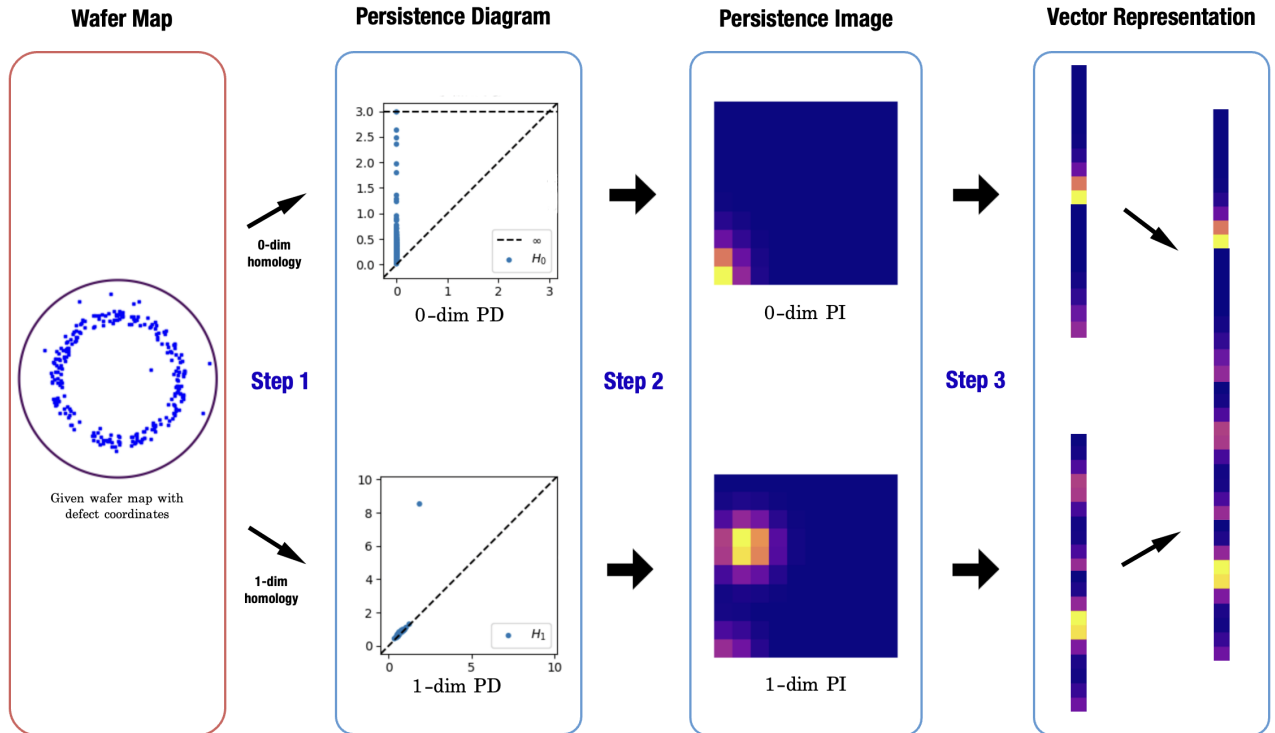 Wafer Map
Persistence Diagram
Persistence Image
Vector Representation
3.0
2.5
2.0
1.5
1.0
0.5
0.0
0
1
2
3
∞
H₀
0-dim PD
0-dim PI
0-dim
homology
Step 1
Step 2
Step 3
Given wafer map with
defect coordinates
1-dim
homology
10
8
6
4
2
0
0
5
10
H₁
1-dim PD
1-dim PI